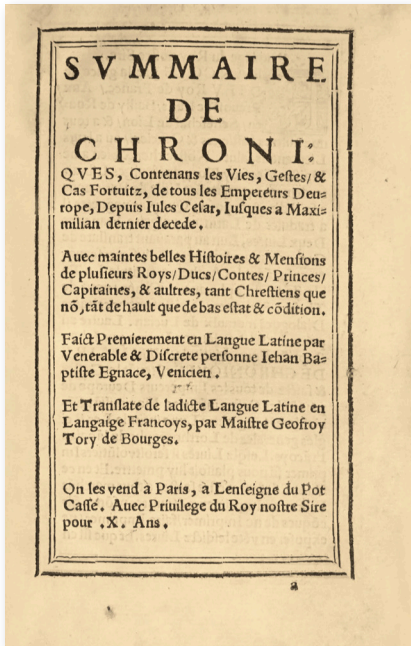 SVMMAIRE
DE
CHRONI:
QVES, Contenans les Vies, Gestes/ &
Cas Fortuitz, de tous les Empereurs Deu=
rope, Depuis Iules Cesar, Iusques a Maxi=
milian dernier decede.
Auec maintes belles Histoires & Mensions
de plusieurs Roys/ Ducs/ Contes/ Princes/
Capitaines, & aultres, tant Chrestiens que
nõ, tãt de hault que de bas estat & cõdition.
Faict Premierement en Langue Latine par
Venerable & Discrete personne Iehan Ba=
ptiste Egnace, Venicien.
Et Translate de ladicte Langue Latine en
Langaige Francoys, par Maistre Geofroy
Tory de Bourges.
On les vend à Paris, a Lenseigne du Pot
Casse. Auec Priuilege du Roy nostre Sire
pour .X. Ans.
a